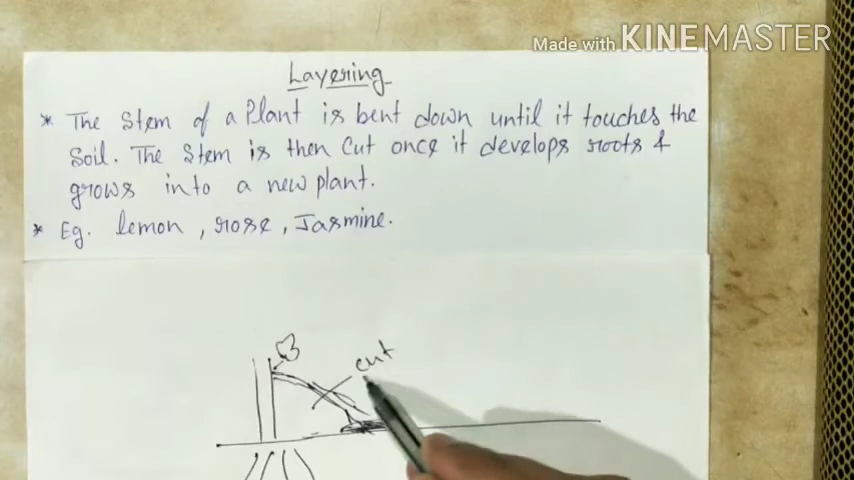 Made with KINEMASTER
Layering
* The Stem of a Plant is bent down until it touches the
Soil. The Stem is then Cut once it develops roots &
grows into a new plant.
* Eg. lemon, rose, Jasmine.
cut